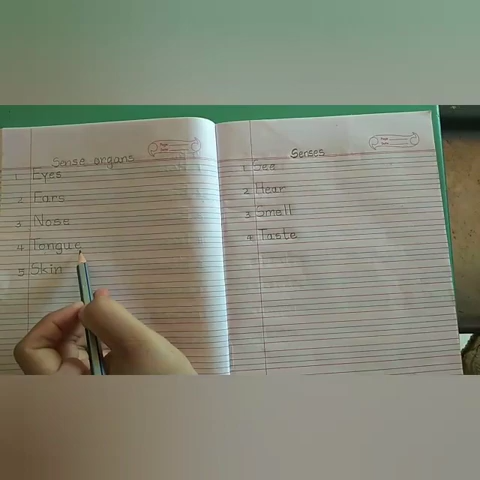 Sense organs
1 Eyes
2 Ears
3 Nose
4 Tongue
5 Skin
Senses
1 See
2 Hear
3 Smell
4 Taste